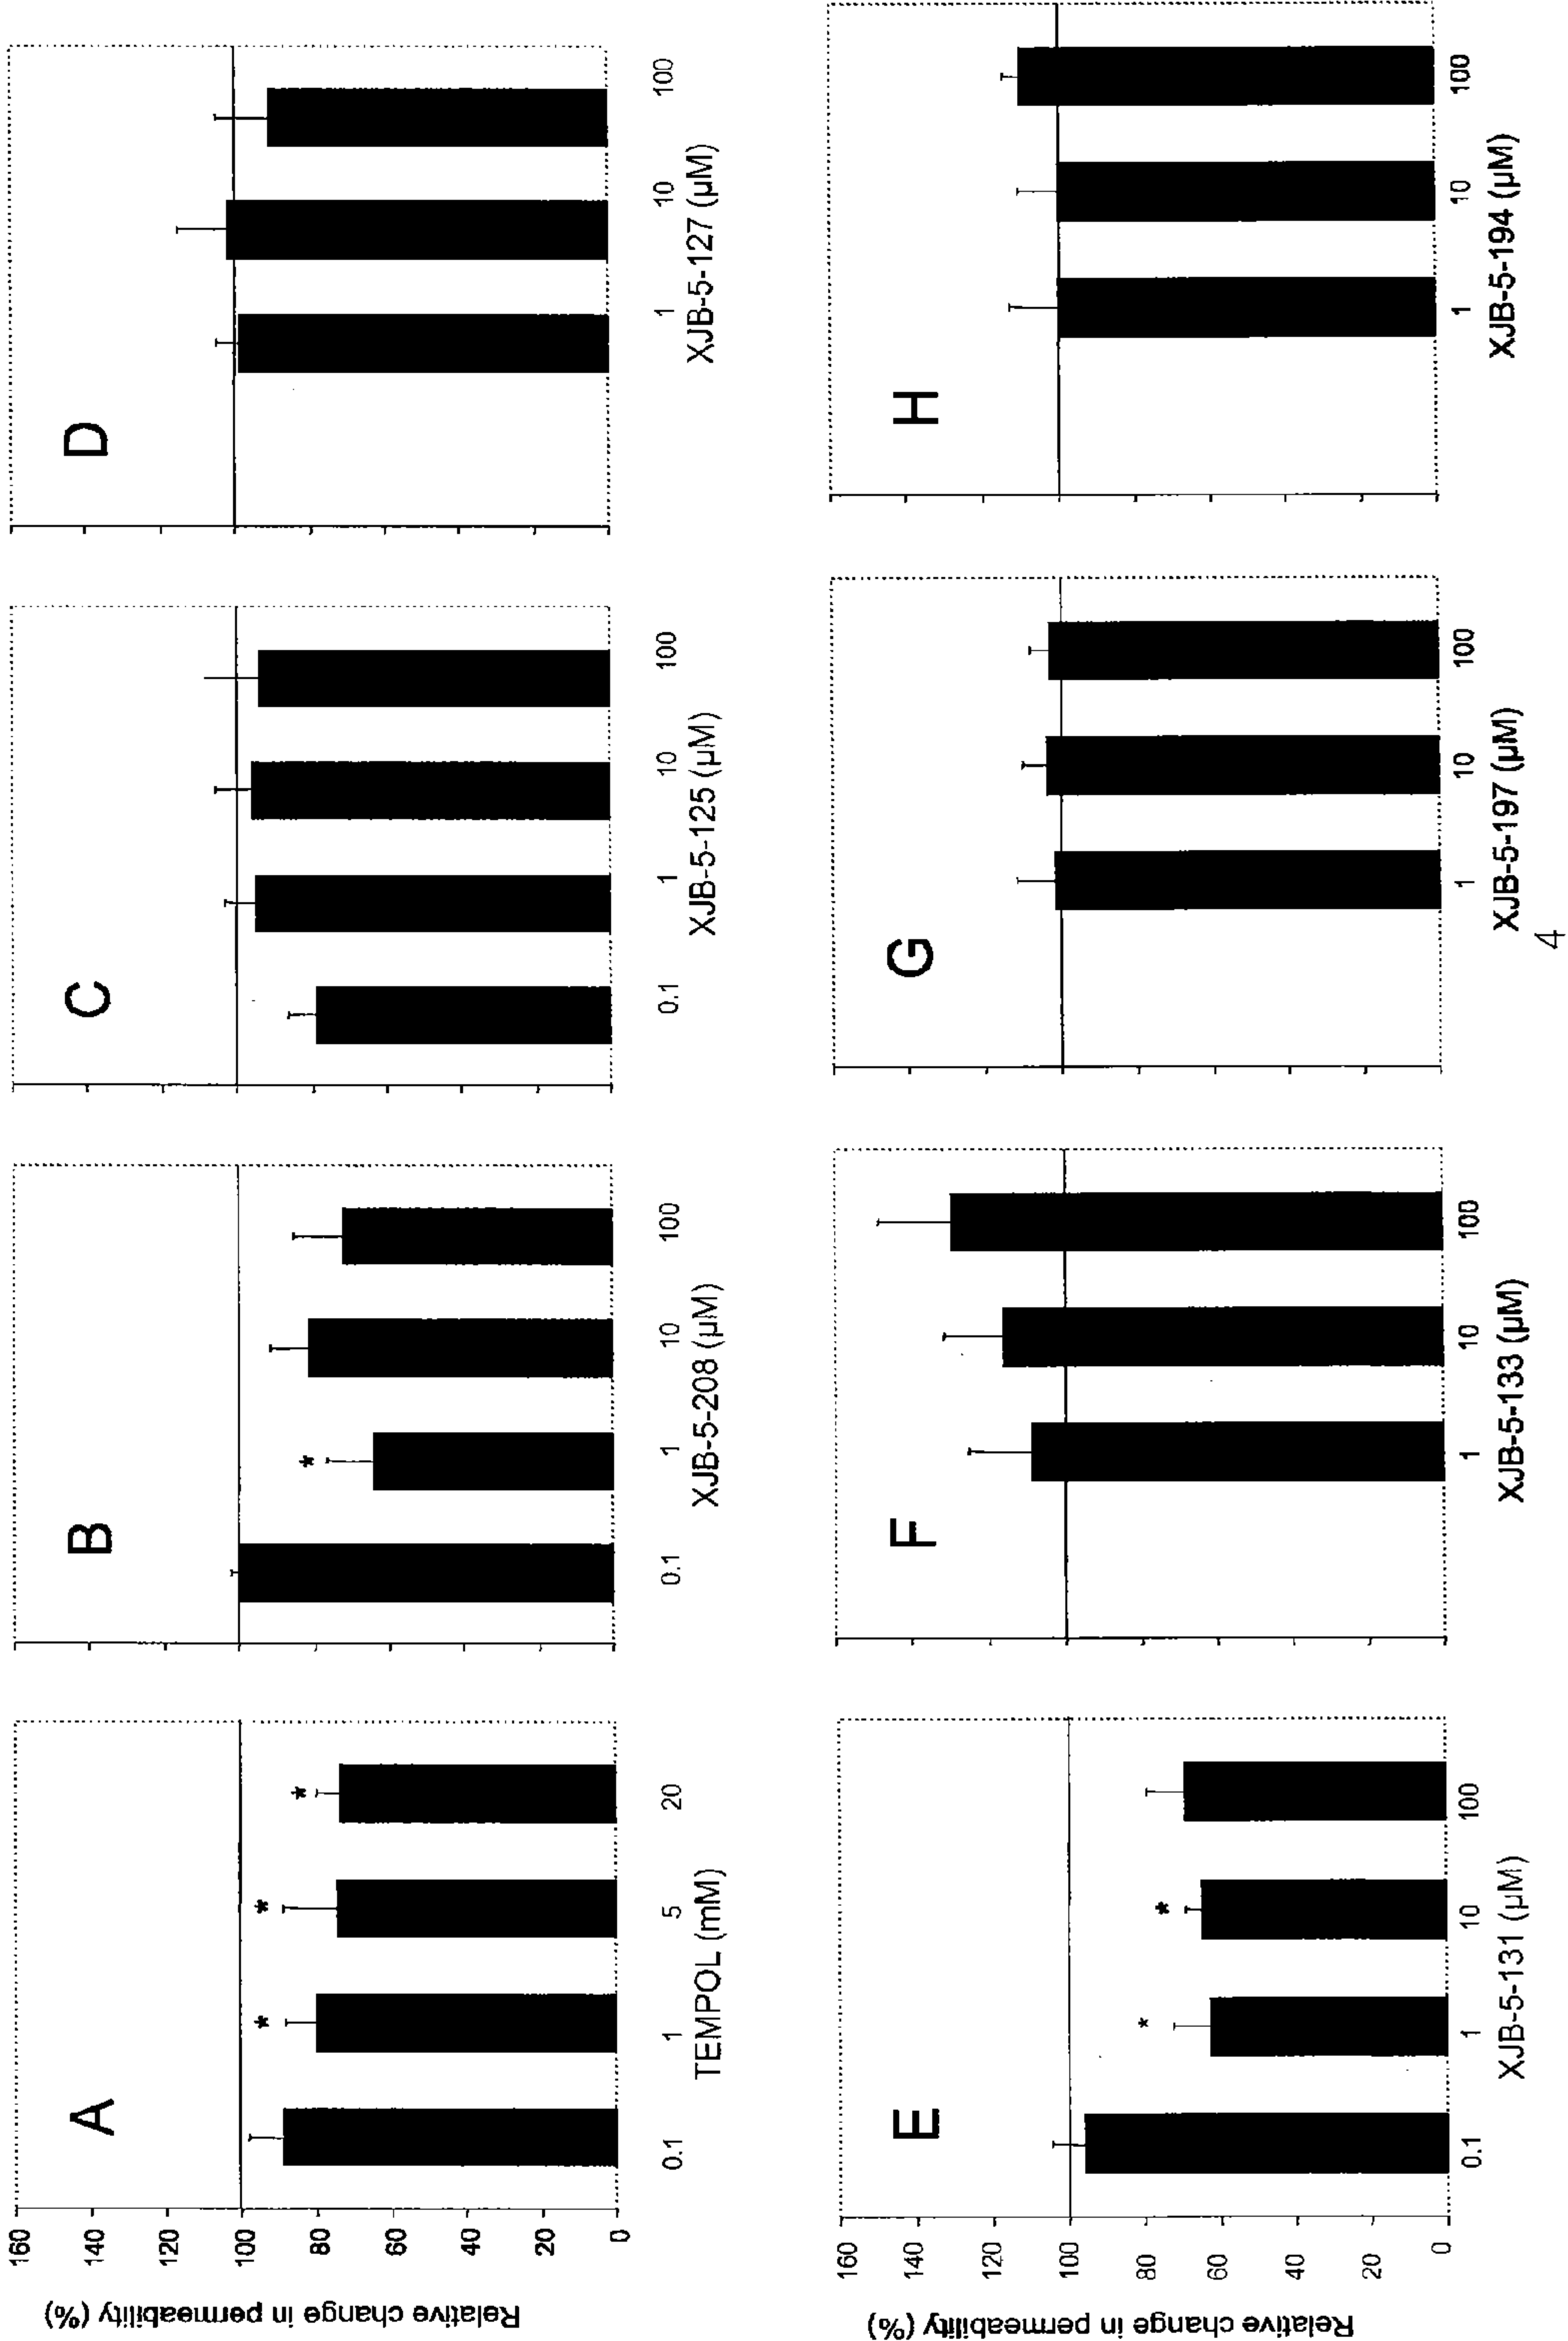 A
B
C
D
Relative change in permeability (%)
160
140
120
100
80
60
40
20
0
0.1 1 5 20
TEMPOL (mM)
0.1 1 10 100
XJB-5-208 (µM)
0.1 1 10 100
XJB-5-125 (µM)
1 10 100
XJB-5-127 (µM)
* * *
*
E
F
G
H
Relative change in permeability (%)
160
140
120
100
80
60
40
20
0
* *
0.1 1 10 100
XJB-5-131 (µM)
1 10 100
XJB-5-133 (µM)
1 10 100
XJB-5-197 (µM)
1 10 100
XJB-5-194 (µM)
4